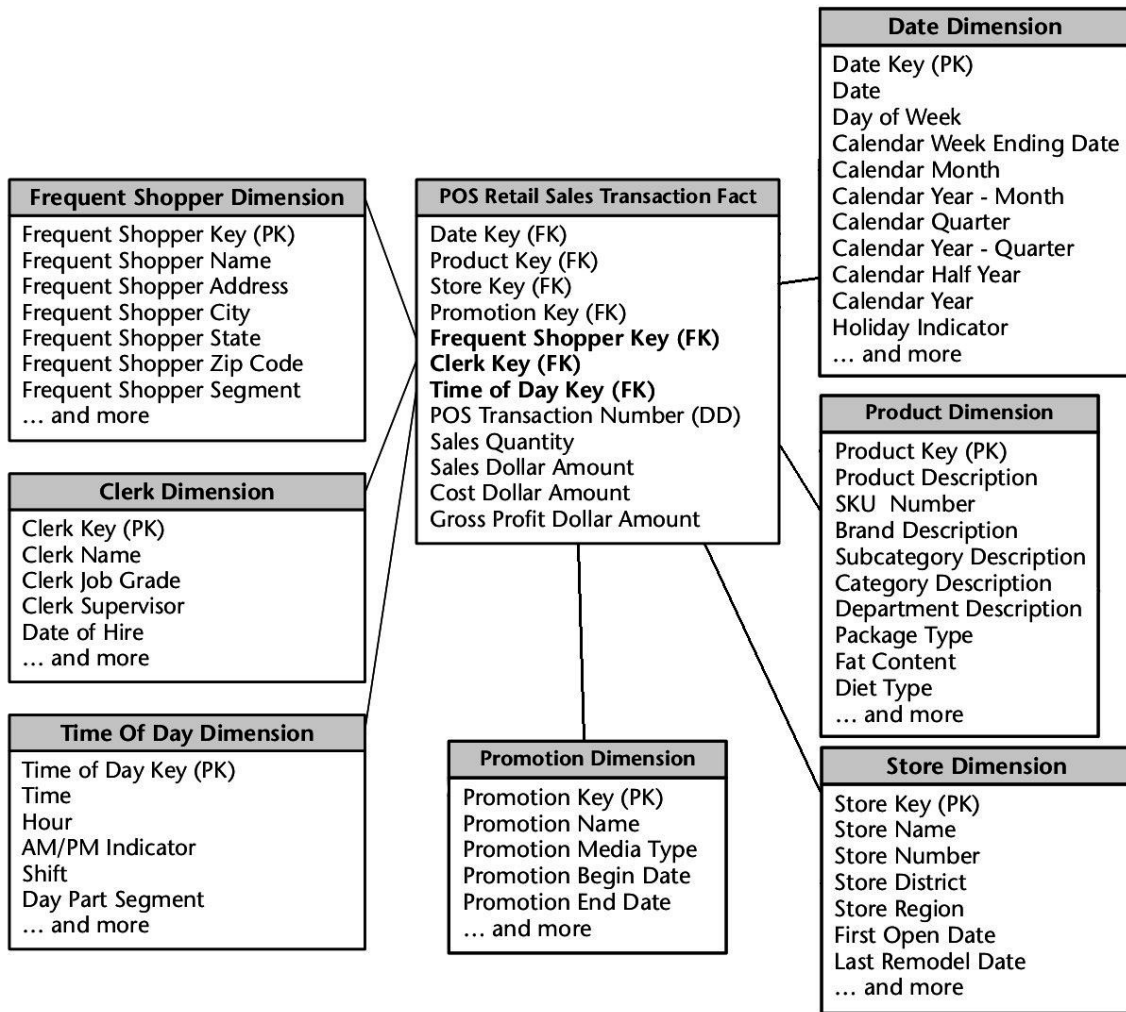 Date Dimension
Date Key (PK)
Date
Day of Week
Calendar Week Ending Date
Calendar Month
Calendar Year - Month
Calendar Quarter
Calendar Year - Quarter
Calendar Half Year
Calendar Year
Holiday Indicator
... and more
Frequent Shopper Dimension
Frequent Shopper Key (PK)
Frequent Shopper Name
Frequent Shopper Address
Frequent Shopper City
Frequent Shopper State
Frequent Shopper Zip Code
Frequent Shopper Segment
... and more
POS Retail Sales Transaction Fact
Date Key (FK)
Product Key (FK)
Store Key (FK)
Promotion Key (FK)
Frequent Shopper Key (FK)
Clerk Key (FK)
Time of Day Key (FK)
POS Transaction Number (DD)
Sales Quantity
Sales Dollar Amount
Cost Dollar Amount
Gross Profit Dollar Amount
Product Dimension
Product Key (PK)
Product Description
SKU Number
Brand Description
Subcategory Description
Category Description
Department Description
Package Type
Fat Content
Diet Type
... and more
Clerk Dimension
Clerk Key (PK)
Clerk Name
Clerk Job Grade
Clerk Supervisor
Date of Hire
... and more
Time Of Day Dimension
Time of Day Key (PK)
Time
Hour
AM/PM Indicator
Shift
Day Part Segment
... and more
Promotion Dimension
Promotion Key (PK)
Promotion Name
Promotion Media Type
Promotion Begin Date
Promotion End Date
... and more
Store Dimension
Store Key (PK)
Store Name
Store Number
Store District
Store Region
First Open Date
Last Remodel Date
... and more